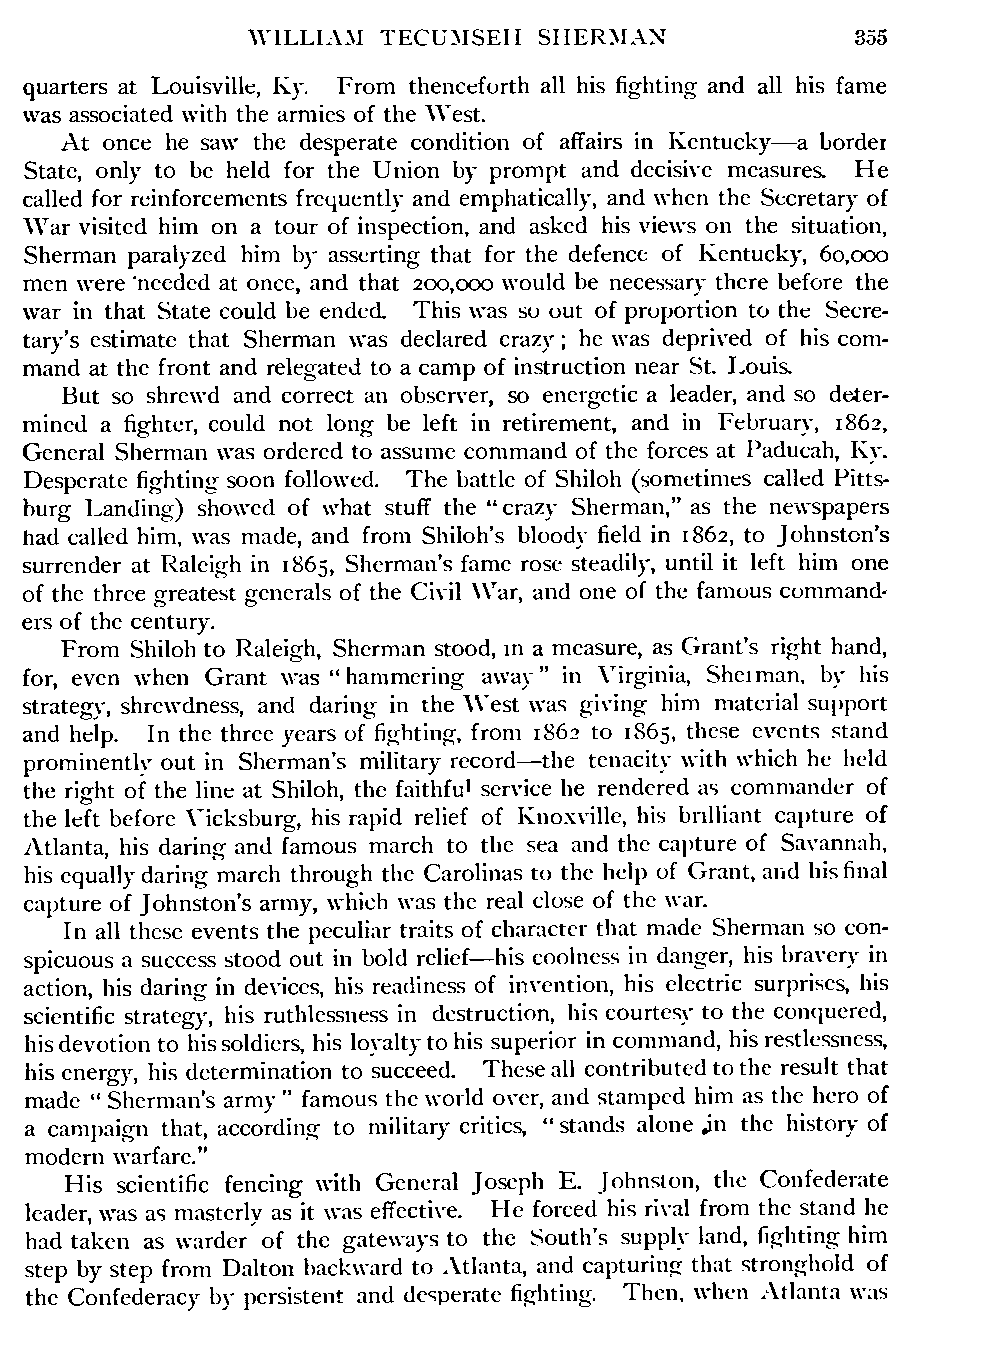 WILLIAM TECUMSEH SHERMAN 355
quarters at Louisville, Ky. From thenceforth all his fighting and all his fame
was associated with the armies of the West.
At once he saw the desperate condition of affairs in Kentucky—a border
State, only to be held for the Union by prompt and decisive measures. He
called for reinforcements frequently and emphatically, and when the Secretary of
War visited him on a tour of inspection, and asked his views on the situation,
Sherman paralyzed him by asserting that for the defence of Kentucky, 60,000
men were needed at once, and that 200,000 would be necessary there before the
war in that State could be ended. This was so out of proportion to the Secre-
tary's estimate that Sherman was declared crazy; he was deprived of his com-
mand at the front and relegated to a camp of instruction near St. Louis.
But so shrewd and correct an observer, so energetic a leader, and so deter-
mined a fighter, could not long be left in retirement, and in February, 1862,
General Sherman was ordered to assume command of the forces at Paducah, Ky.
Desperate fighting soon followed. The battle of Shiloh (sometimes called Pitts-
burg Landing) showed of what stuff the "crazy Sherman," as the newspapers
had called him, was made, and from Shiloh's bloody field in 1862, to Johnston's
surrender at Raleigh in 1865, Sherman's fame rose steadily, until it left him one
of the three greatest generals of the Civil War, and one of the famous command-
ers of the century.
From Shiloh to Raleigh, Sherman stood, in a measure, as Grant's right hand,
for, even when Grant was "hammering away" in Virginia, Sherman, by his
strategy, shrewdness, and daring in the West was giving him material support
and help. In the three years of fighting, from 1862 to 1865, these events stand
prominently out in Sherman's military record—the tenacity with which he held
the right of the line at Shiloh, the faithful service he rendered as commander of
the left before Vicksburg, his rapid relief of Knoxville, his brilliant capture of
Atlanta, his daring and famous march to the sea and the capture of Savannah,
his equally daring march through the Carolinas to the help of Grant, and his final
capture of Johnston's army, which was the real close of the war.
In all these events the peculiar traits of character that made Sherman so con-
spicuous a success stood out in bold relief—his coolness in danger, his bravery in
action, his daring in devices, his readiness of invention, his electric surprises, his
scientific strategy, his ruthlessness in destruction, his courtesy to the conquered,
his devotion to his soldiers, his loyalty to his superior in command, his restlessness,
his energy, his determination to succeed. These all contributed to the result that
made "Sherman's army" famous the world over, and stamped him as the hero of
a campaign that, according to military critics, "stands alone in the history of
modern warfare."
His scientific fencing with General Joseph E. Johnston, the Confederate
leader, was as masterly as it was effective. He forced his rival from the stand he
had taken as warder of the gateways to the South's supply land, fighting him
step by step from Dalton backward to Atlanta, and capturing that stronghold of
the Confederacy by persistent and desperate fighting. Then, when Atlanta was